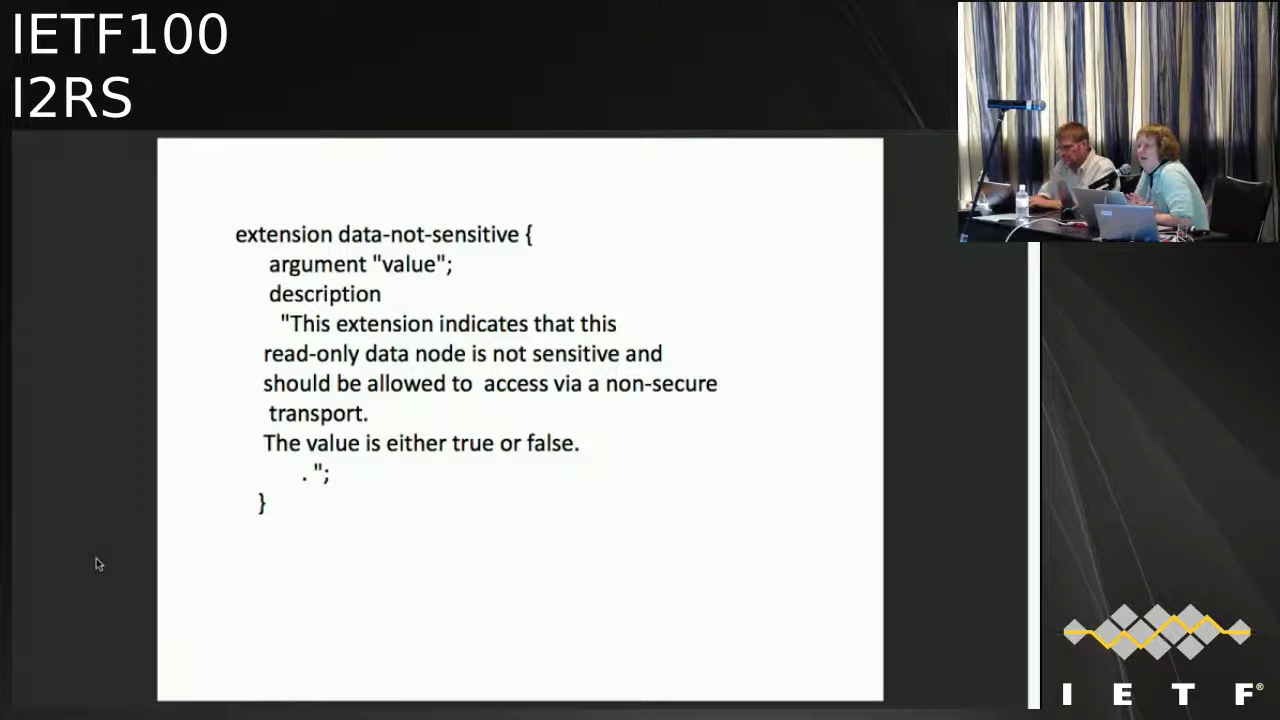 IETF100
I2RS
extension data-not-sensitive {
argument "value";
description
"This extension indicates that this
read-only data node is not sensitive and
should be allowed to  access via a non-secure
transport.
The value is either true or false.
. ";
}
I E T F®